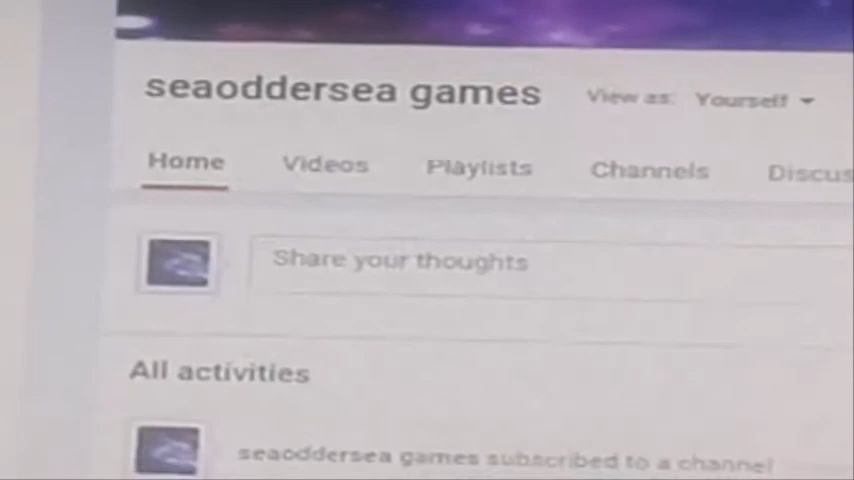 seaoddersea games View as: Yourself
Home Videos Playlists Channels Discus
Share your thoughts
All activities
seaoddersea games subscribed to a channel